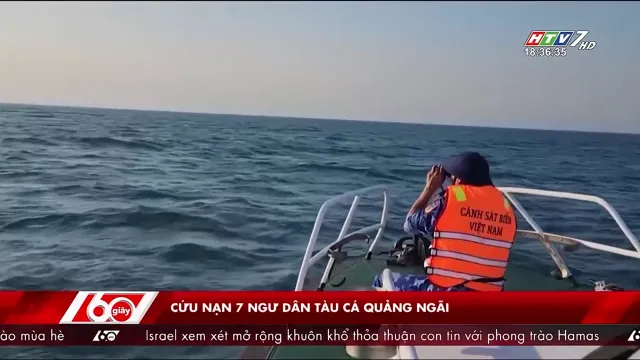 HTV7 HD
18:36:35
CẢNH SÁT BIỂN
VIỆT NAM
60 giây
CỨU NẠN 7 NGƯ DÂN TÀU CÁ QUẢNG NGÃI
ào mùa hè 60 Israel xem xét mở rộng khuôn khổ thỏa thuận con tin với phong trào Hamas